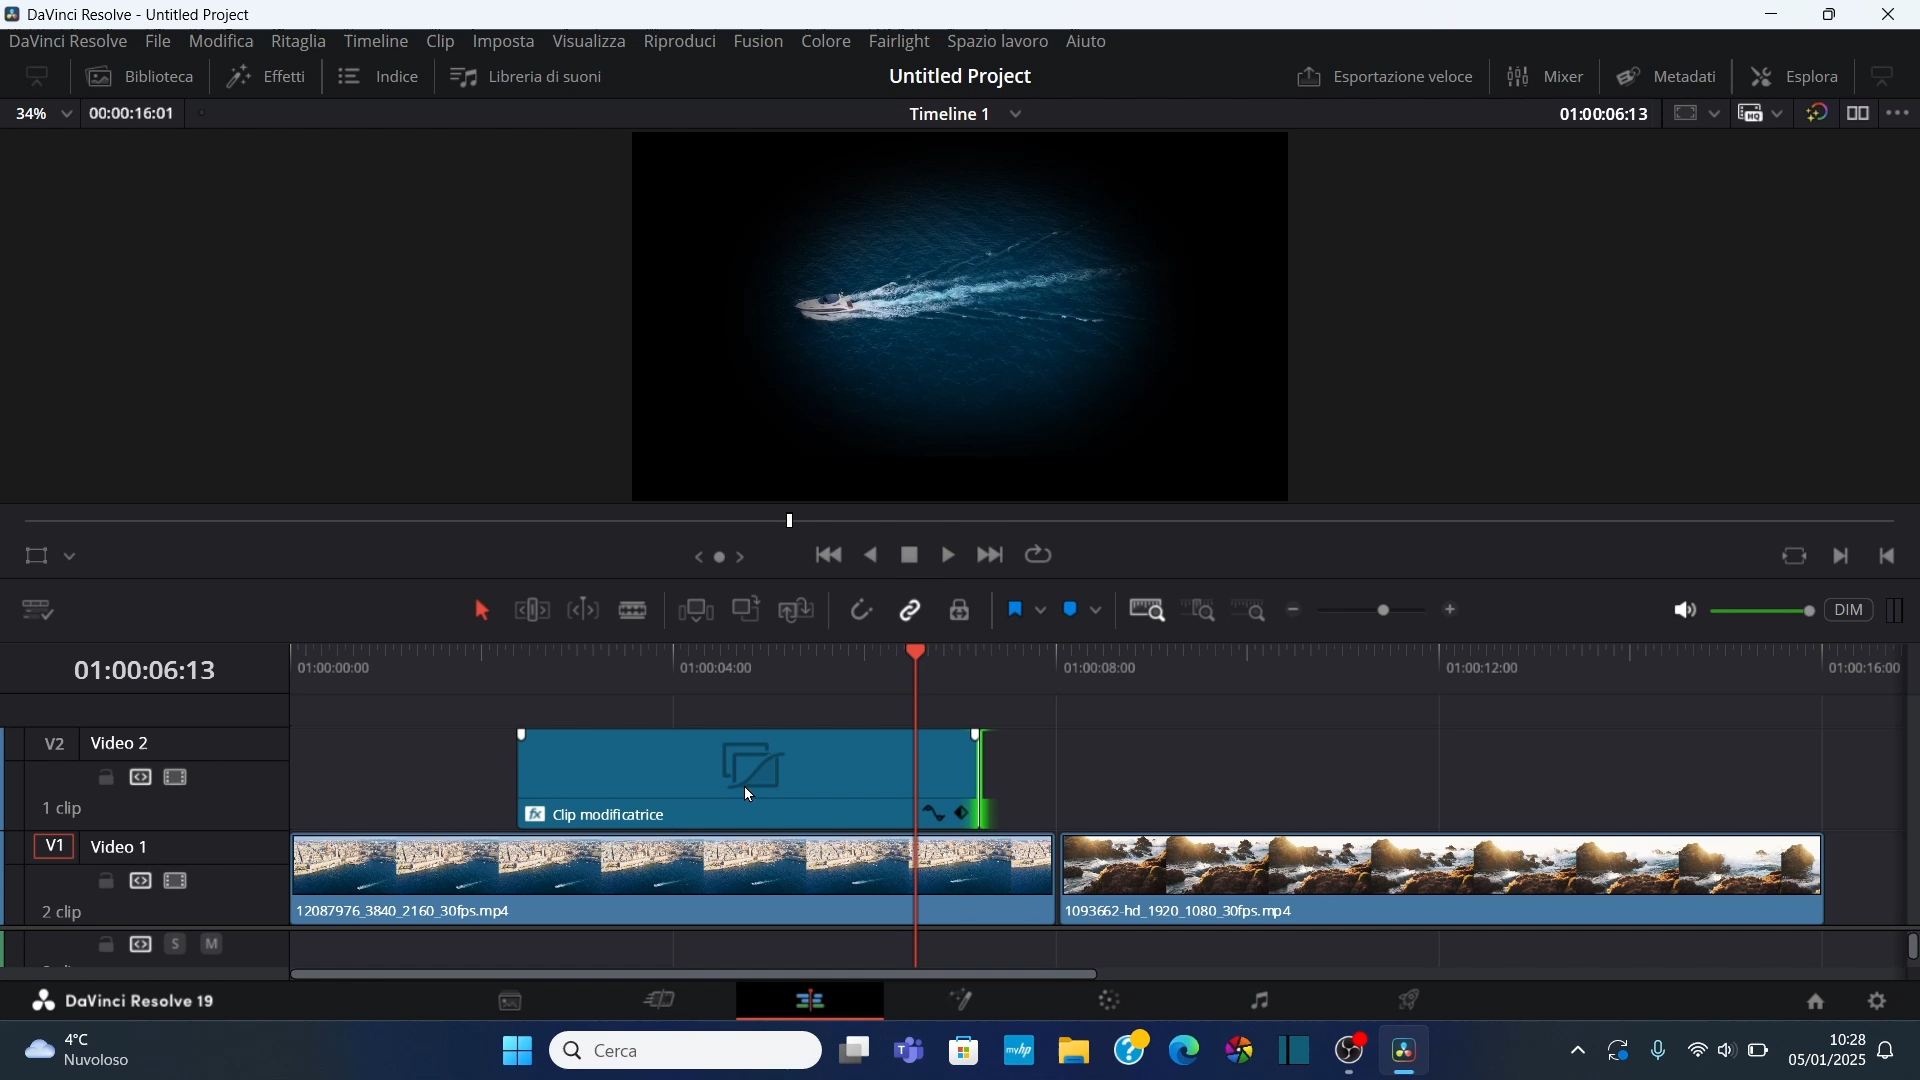 DaVinci Resolve - Untitled Project
DaVinci Resolve File Modifica Ritaglia Timeline Clip Imposta Visualizza Riproduci Fusion Colore Fairlight Spazio lavoro Aiuto
Biblioteca Effetti Indice Libreria di suoni Untitled Project Esportazione veloce Mixer Metadati Esplora
34% 00:00:16:01 Timeline 1 01:00:06:13 HQ
DIM
01:00:06:13 01:00:00:00 01:00:04:00 01:00:08:00 01:00:12:00 01:00:16:00
V2 Video 2
1 clip
fx Clip modificatrice
V1 Video 1
2 clip
12087976_3840_2160_30fps.mp4 1093662-hd_1920_1080_30fps.mp4
S M
DaVinci Resolve 19
4°C
Nuvoloso
Cerca
myhp
10:28
05/01/2025